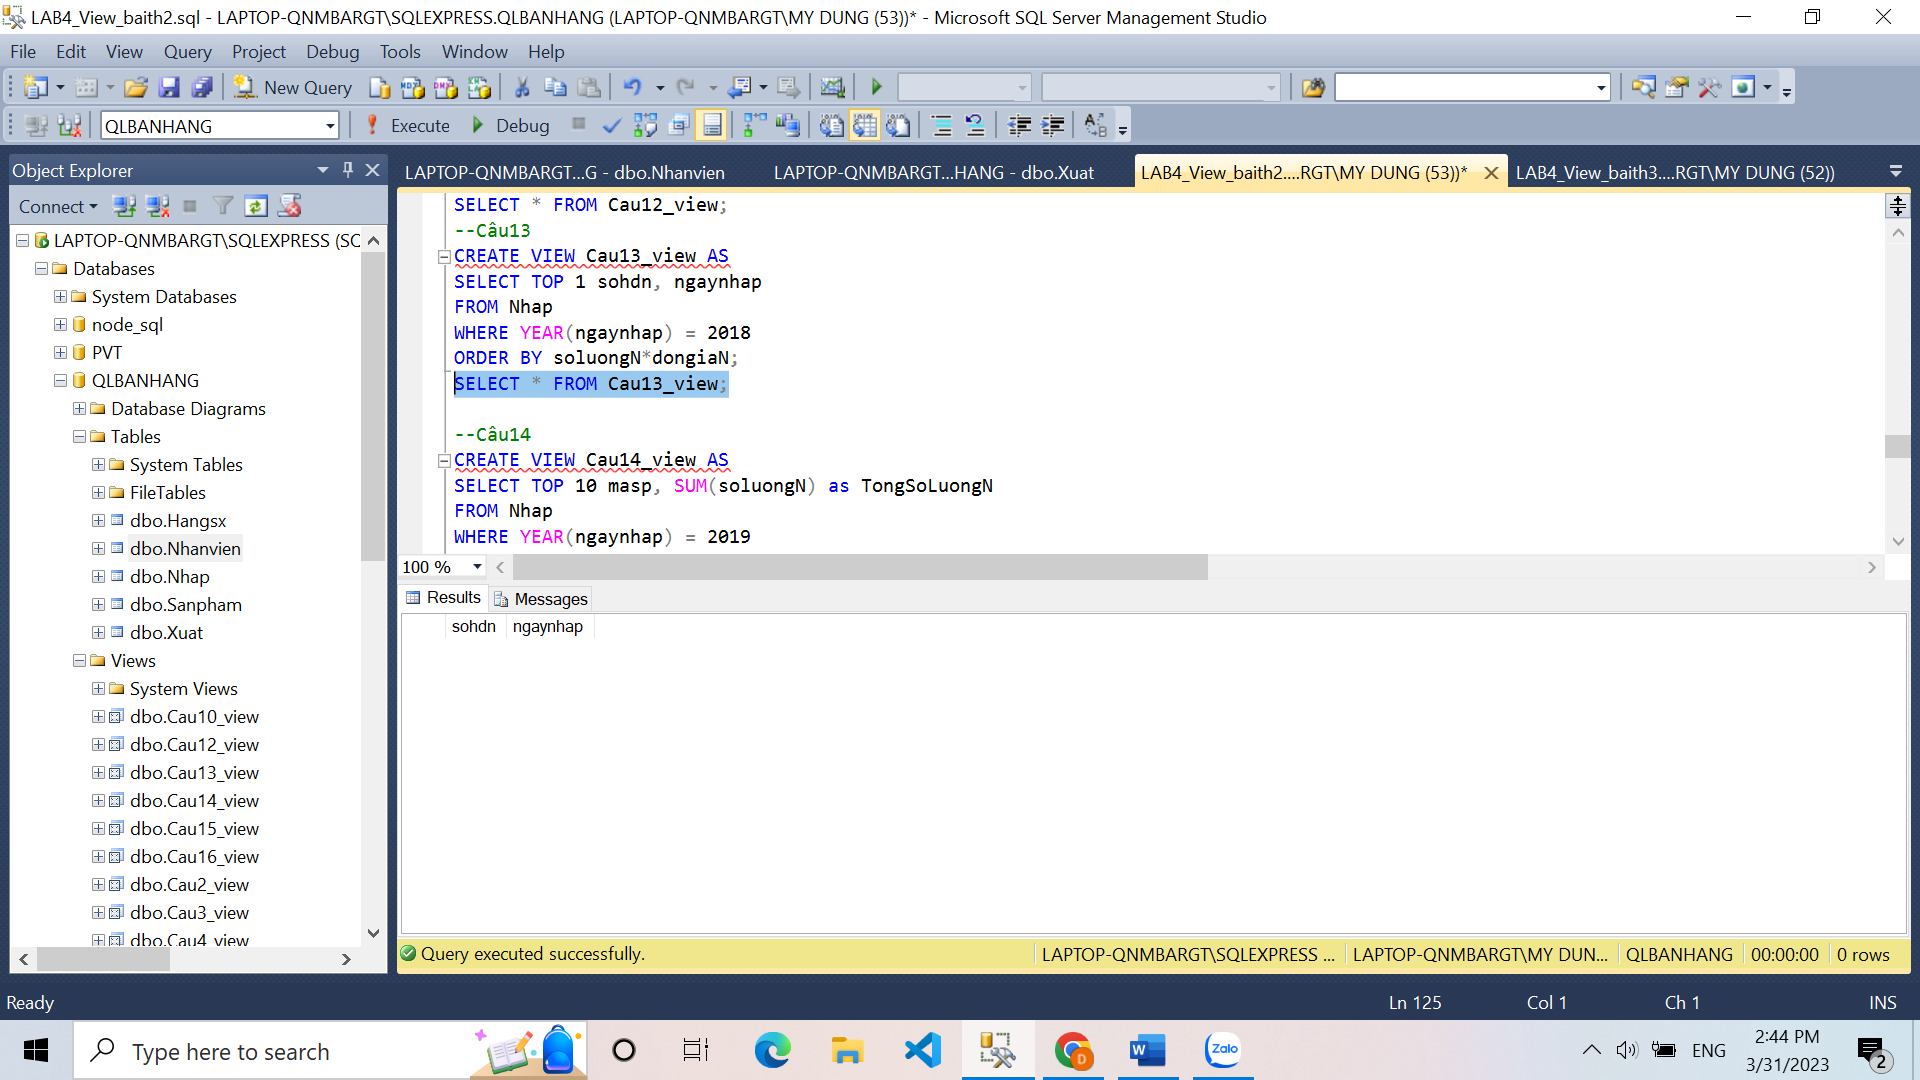 LAB4_View_baith2.sql - LAPTOP-QNMBARGT\SQLEXPRESS.QLBANHANG (LAPTOP-QNMBARGT\MY DUNG (53))* - Microsoft SQL Server Management Studio
File Edit View Query Project Debug Tools Window Help
New Query
QLBANHANG Execute Debug
Object Explorer
Connect
LAPTOP-QNMBARGT\SQLEXPRESS (SC
Databases
System Databases
node_sql
PVT
QLBANHANG
Database Diagrams
Tables
System Tables
FileTables
dbo.Hangsx
dbo.Nhanvien
dbo.Nhap
dbo.Sanpham
dbo.Xuat
Views
System Views
dbo.Cau10_view
dbo.Cau12_view
dbo.Cau13_view
dbo.Cau14_view
dbo.Cau15_view
dbo.Cau16_view
dbo.Cau2_view
dbo.Cau3_view
dbo.Cau4_view
LAPTOP-QNMBARGT...G - dbo.Nhanvien LAPTOP-QNMBARGT...HANG - dbo.Xuat LAB4_View_baith2....RGT\MY DUNG (53))* LAB4_View_baith3....RGT\MY DUNG (52))
SELECT * FROM Cau12_view;
--Câu13
CREATE VIEW Cau13_view AS
SELECT TOP 1 sohdn, ngaynhap
FROM Nhap
WHERE YEAR(ngaynhap) = 2018
ORDER BY soluongN*dongiaN;
SELECT * FROM Cau13_view;
--Câu14
CREATE VIEW Cau14_view AS
SELECT TOP 10 masp, SUM(soluongN) as TongSoLuongN
FROM Nhap
WHERE YEAR(ngaynhap) = 2019
100 %
Results Messages
sohdn ngaynhap
Query executed successfully. LAPTOP-QNMBARGT\SQLEXPRESS ... LAPTOP-QNMBARGT\MY DUN... QLBANHANG 00:00:00 0 rows
Ready Ln 125 Col 1 Ch 1 INS
Type here to search
Zalo
ENG
2:44 PM
3/31/2023
2